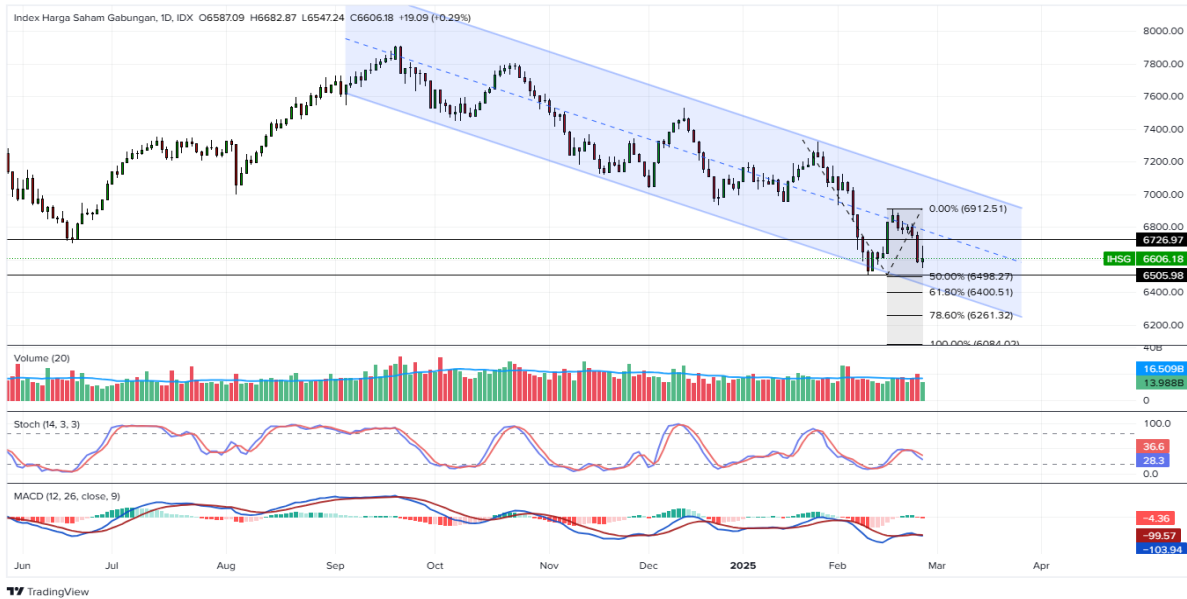 Index Harga Saham Gabungan, 1D, IDX O6587.09 H6682.87 L6547.24 C6606.18 +19.09 (+0.29%)
8000.00
7800.00
7600.00
7400.00
7200.00
7000.00
0.00% (6912.51)
6800.00
6726.97
IHSG 6606.18
6505.98
50.00% (6498.27)
61.80% (6400.51)
6400.00
78.60% (6261.32)
6200.00
100.00% (6084.02)
Volume (20)
40B
16.509B
13.988B
0
Stoch (14, 3, 3)
100.0
36.6
28.3
0.0
MACD (12, 26, close, 9)
−4.36
−99.57
−103.94
Jun Jul Aug Sep Oct Nov Dec 2025 Feb Mar Apr
TradingView